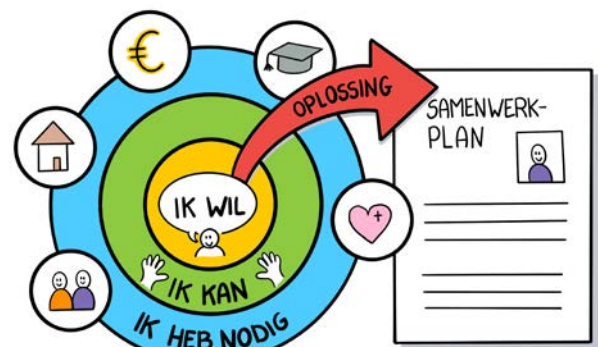 €
OPLOSSING
SAMENWERK-
PLAN
IK WIL
IK KAN
IK HEB NODIG